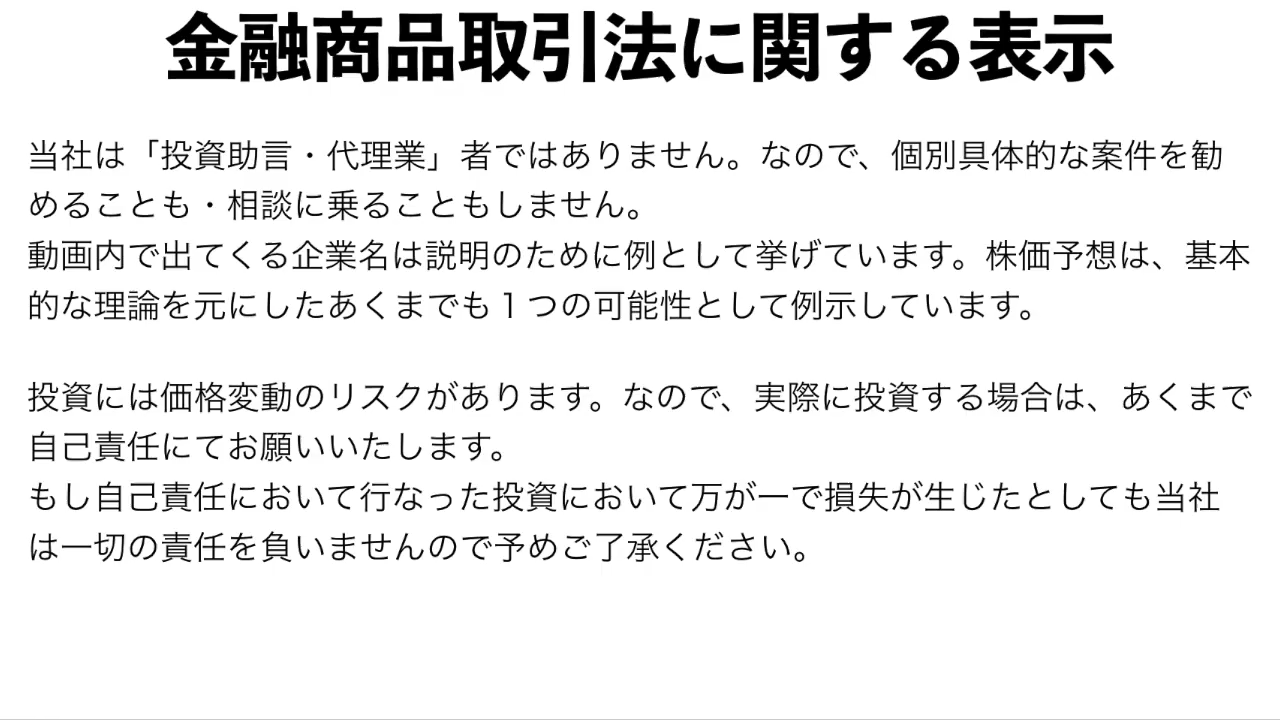 金融商品取引法に関する表示
当社は「投資助言・代理業」者ではありません。なので、個別具体的な案件を勧
めることも・相談に乗ることもしません。
動画内で出てくる企業名は説明のために例として挙げています。株価予想は、基本
的な理論を元にしたあくまでも１つの可能性として例示しています。
投資には価格変動のリスクがあります。なので、実際に投資する場合は、あくまで
自己責任にてお願いいたします。
もし自己責任において行なった投資において万が一で損失が生じたとしても当社
は一切の責任を負いませんので予めご了承ください。